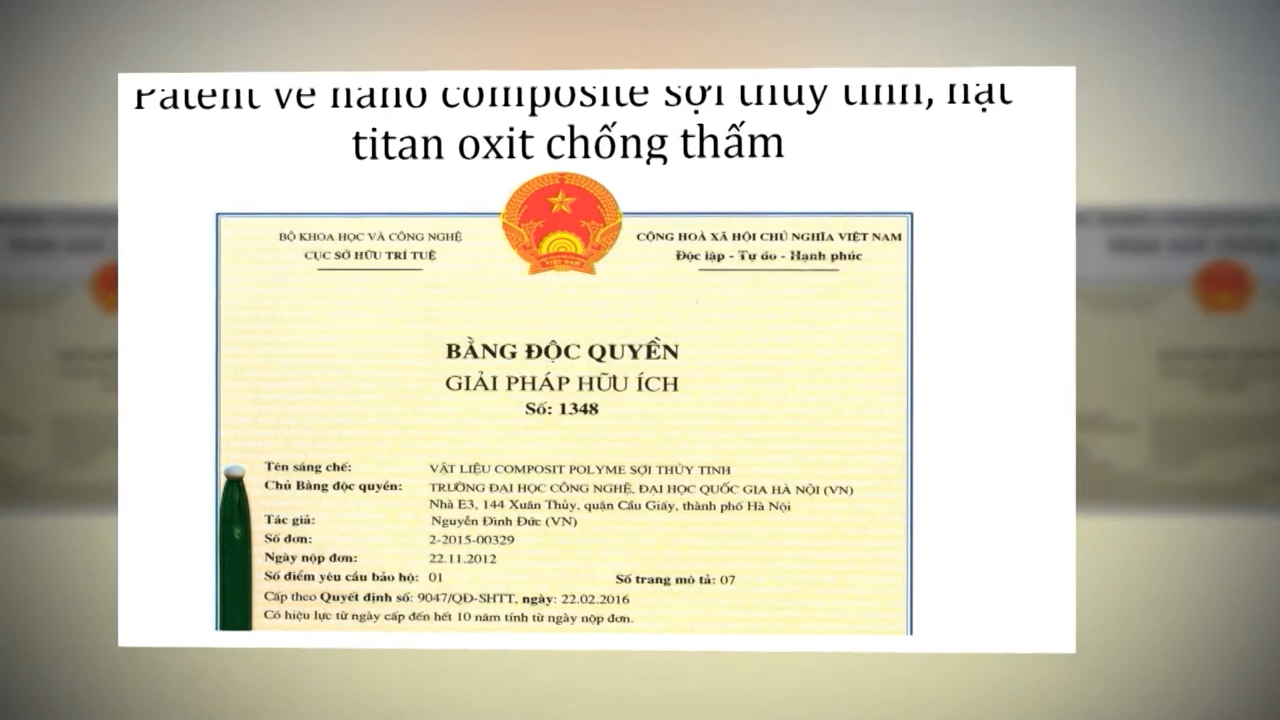 Patent về nano composite sợi thủy tinh, hạt
titan oxit chống thấm
BỘ KHOA HỌC VÀ CÔNG NGHỆ
CỤC SỞ HỮU TRÍ TUỆ
CỘNG HOÀ XÃ HỘI CHỦ NGHĨA VIỆT NAM
Độc lập - Tự do - Hạnh phúc
VIỆT NAM
BẰNG ĐỘC QUYỀN
GIẢI PHÁP HỮU ÍCH
Số: 1348
Tên sáng chế: VẬT LIỆU COMPOSIT POLYME SỢI THỦY TINH
Chủ Bằng độc quyền: TRƯỜNG ĐẠI HỌC CÔNG NGHỆ, ĐẠI HỌC QUỐC GIA HÀ NỘI (VN)
Nhà E3, 144 Xuân Thủy, quận Cầu Giấy, thành phố Hà Nội
Tác giả: Nguyễn Đình Đức (VN)
Số đơn: 2-2015-00329
Ngày nộp đơn: 22.11.2012
Số điểm yêu cầu bảo hộ: 01 Số trang mô tả: 07
Cấp theo Quyết định số: 9047/QĐ-SHTT, ngày: 22.02.2016
Có hiệu lực từ ngày cấp đến hết 10 năm tính từ ngày nộp đơn.